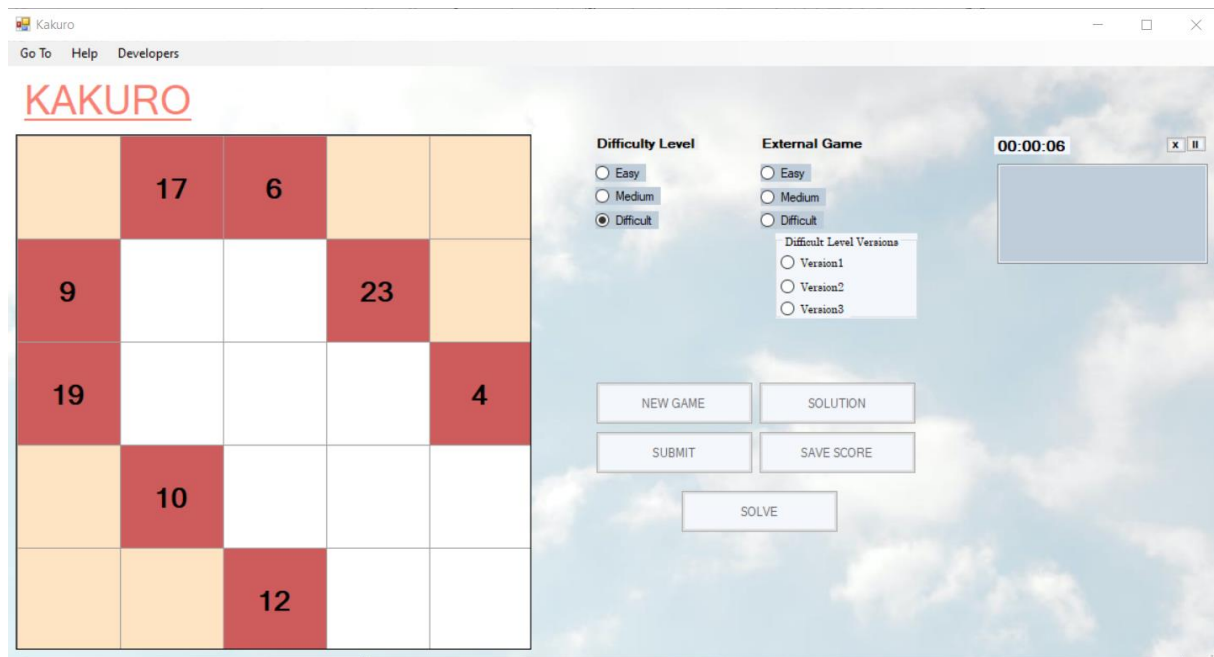 Kakuro
Go To Help Developers
KAKURO
Difficulty Level External Game 00:00:06 x II
Easy Easy
Medium Medium
Difficult Difficult
Difficult Level Versions
Version1
Version2
Version3
17 6
9 23
19 4
10
12
NEW GAME SOLUTION
SUBMIT SAVE SCORE
SOLVE